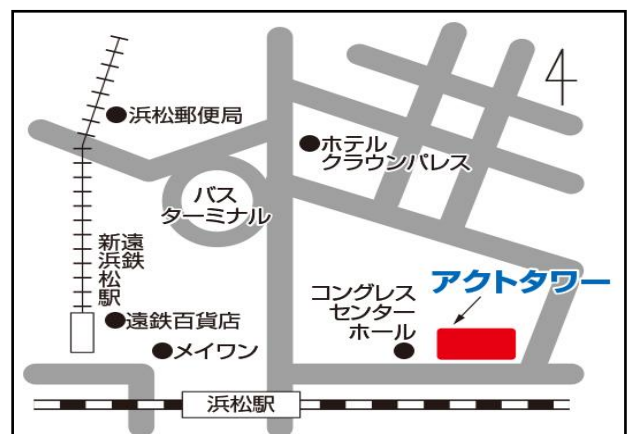 浜松郵便局
ホテル
クラウンパレス
バス
ターミナル
遠鉄
新浜松駅
アクトタワー
コングレス
センター
ホール
遠鉄百貨店
メイワン
浜松駅